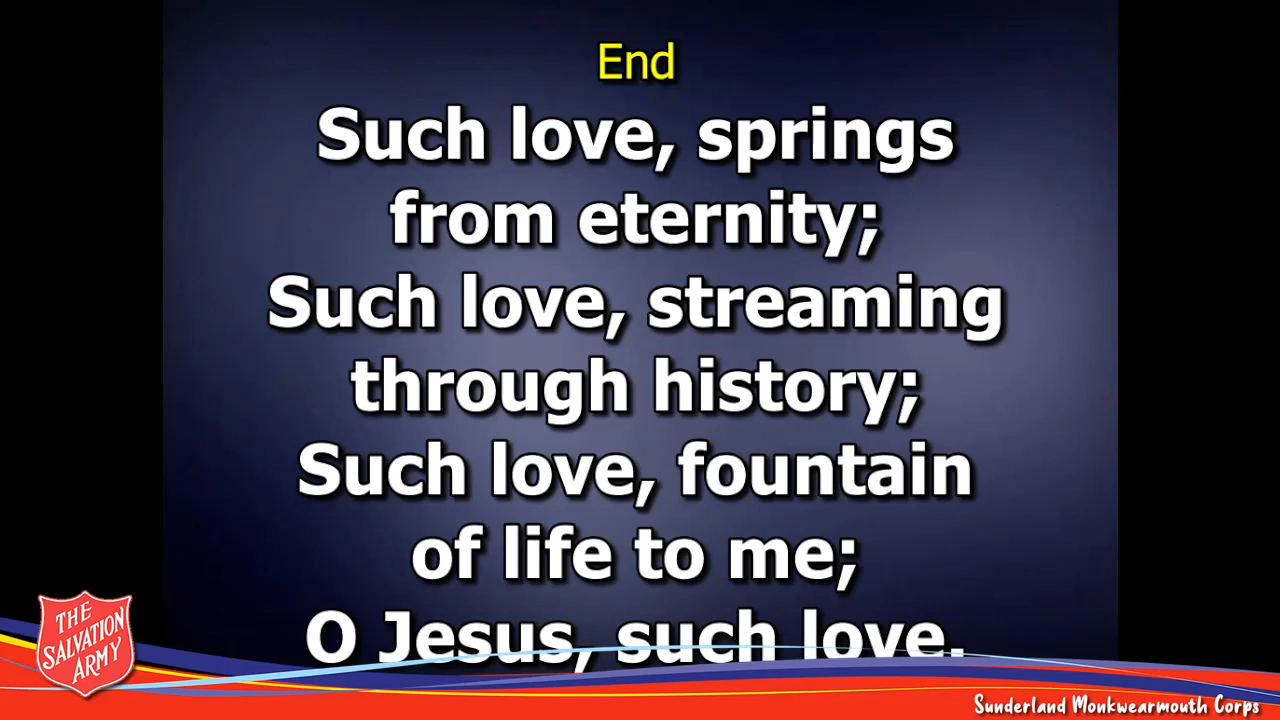 End
Such love, springs
from eternity;
Such love, streaming
through history;
Such love, fountain
of life to me;
O Jesus, such love.
THE
SALVATION
ARMY
Sunderland Monkwearmouth Corps